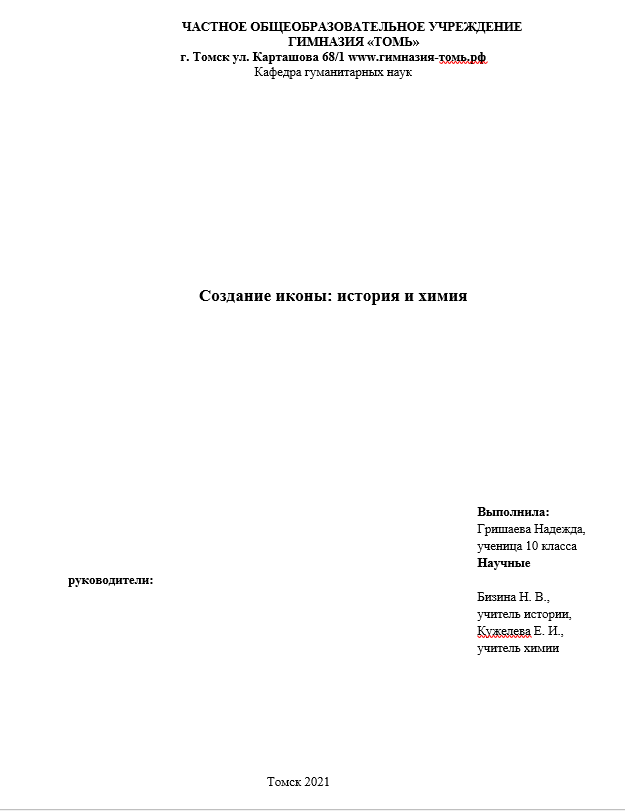 ЧАСТНОЕ ОБЩЕОБРАЗОВАТЕЛЬНОЕ УЧРЕЖДЕНИЕ
ГИМНАЗИЯ «ТОМЬ»
г. Томск ул. Карташова 68/1 www.гимназия-томь.рф
Кафедра гуманитарных наук
Создание иконы: история и химия
Выполнила:
Гришаева Надежда,
ученица 10 класса
Научные
руководители:
Бизина Н. В.,
учитель истории,
Кужелева Е. И.,
учитель химии
Томск 2021